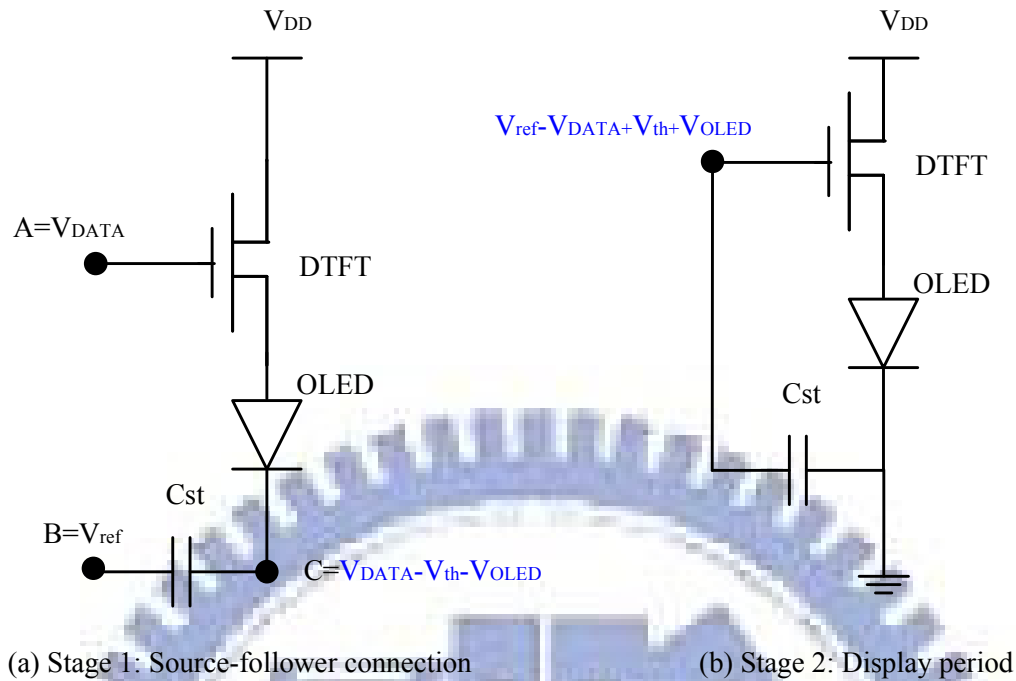 VDD
VDD
Vref-VDATA+Vth+VOLED
DTFT
A=VDATA
DTFT
OLED
OLED
Cst
Cst
B=Vref
C=VDATA-Vth-VOLED
(a) Stage 1: Source-follower connection
(b) Stage 2: Display period